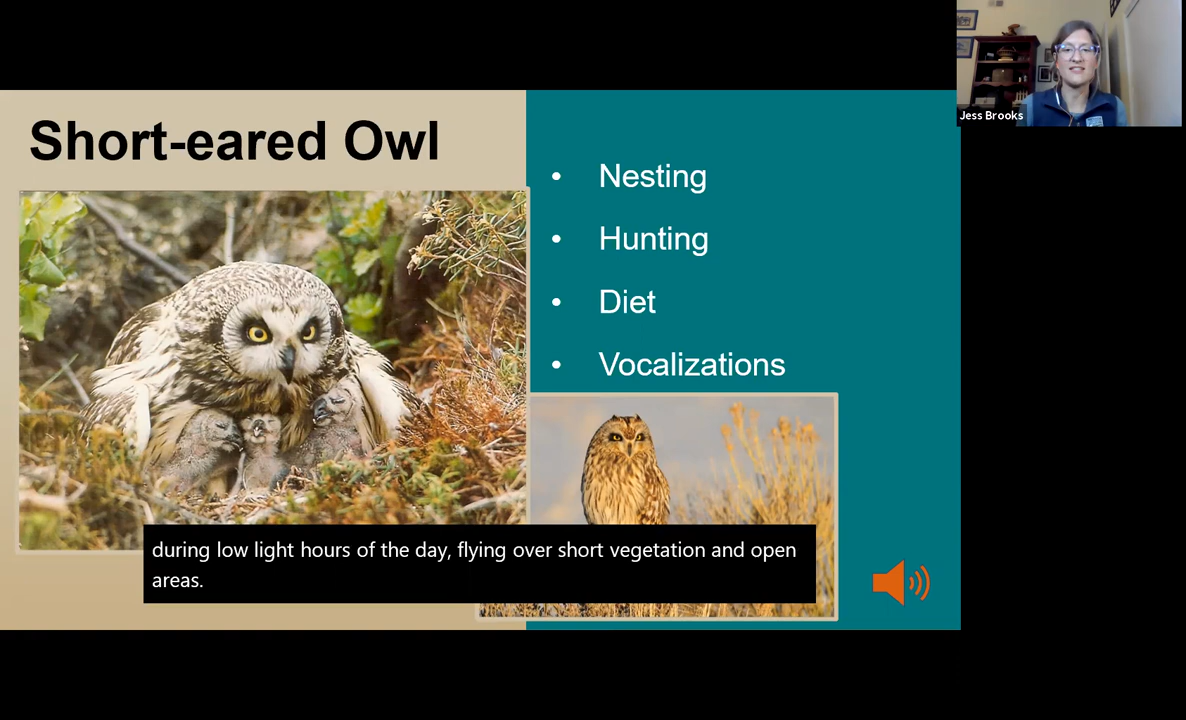 Jess Brooks
Short-eared Owl
• Nesting
• Hunting
• Diet
• Vocalizations
during low light hours of the day, flying over short vegetation and open
areas.